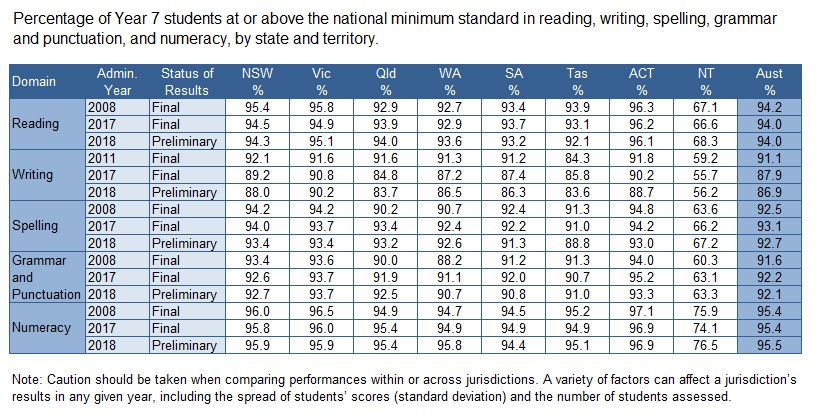 Percentage of Year 7 students at or above the national minimum standard in reading, writing, spelling, grammar
and punctuation, and numeracy, by state and territory.
Domain Admin. Year Status of Results NSW % Vic % Qld % WA % SA % Tas % ACT % NT % Aust %
Reading 2008 Final 95.4 95.8 92.9 92.7 93.4 93.9 96.3 67.1 94.2
2017 Final 94.5 94.9 93.9 92.9 93.7 93.1 96.2 66.6 94.0
2018 Preliminary 94.3 95.1 94.0 93.6 93.2 92.1 96.1 68.3 94.0
Writing 2011 Final 92.1 91.6 91.6 91.3 91.2 84.3 91.8 59.2 91.1
2017 Final 89.2 90.8 84.8 87.2 87.4 85.8 90.2 55.7 87.9
2018 Preliminary 88.0 90.2 83.7 86.5 86.3 83.6 88.7 56.2 86.9
Spelling 2008 Final 94.2 94.2 90.2 90.7 92.4 91.3 94.8 63.6 92.5
2017 Final 94.0 93.7 93.4 92.4 92.2 91.0 94.2 66.2 93.1
2018 Preliminary 93.4 93.4 93.2 92.6 91.3 88.8 93.0 67.2 92.7
Grammar and Punctuation 2008 Final 93.4 93.6 90.0 88.2 91.2 91.3 94.0 60.3 91.6
2017 Final 92.6 93.7 91.9 91.1 92.0 90.7 95.2 63.1 92.2
2018 Preliminary 92.7 93.7 92.5 90.7 90.8 91.0 93.3 63.3 92.1
Numeracy 2008 Final 96.0 96.5 94.9 94.7 94.5 95.2 97.1 75.9 95.4
2017 Final 95.8 96.0 95.4 94.9 94.9 94.9 96.9 74.1 95.4
2018 Preliminary 95.9 95.9 95.4 95.8 94.4 95.1 96.9 76.5 95.5
Note: Caution should be taken when comparing performances within or across jurisdictions. A variety of factors can affect a jurisdiction's
results in any given year, including the spread of students' scores (standard deviation) and the number of students assessed.